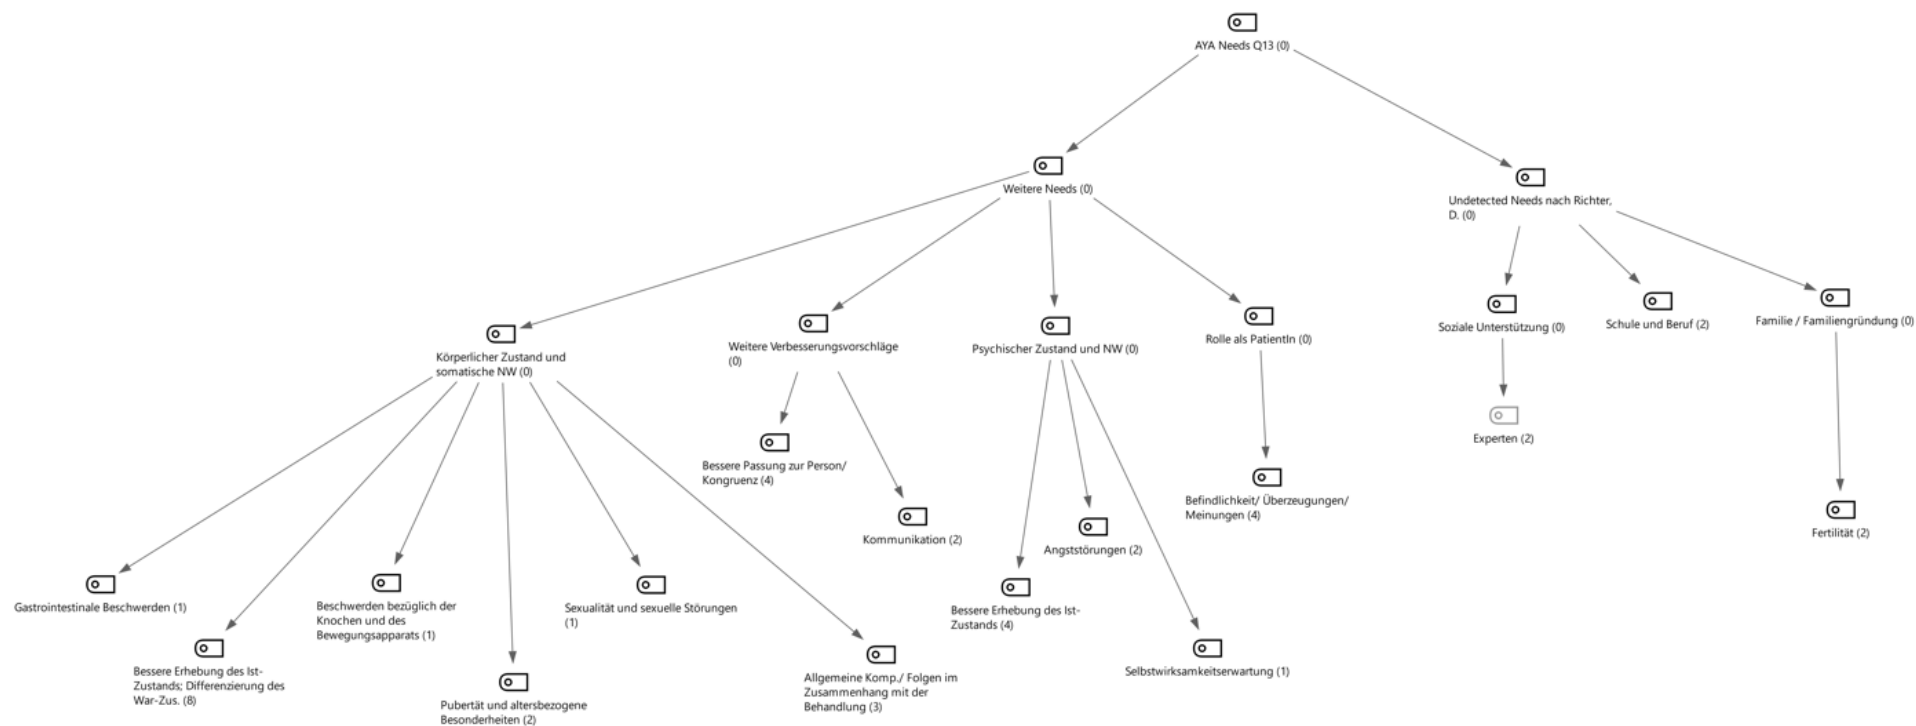 AYA Needs Q13 (0)
Weitere Needs (0)
Undetected Needs nach Richter,
D. (0)
Körperlicher Zustand und
somatische NW (0)
Weitere Verbesserungsvorschläge
(0)
Psychischer Zustand und NW (0)
Rolle als PatientIn (0)
Soziale Unterstützung (0)
Schule und Beruf (2)
Familie / Familiengründung (0)
Experten (2)
Bessere Passung zur Person/
Kongruenz (4)
Kommunikation (2)
Angststörungen (2)
Befindlichkeit/ Überzeugungen/
Meinungen (4)
Fertilität (2)
Gastrointestinale Beschwerden (1)
Bessere Erhebung des Ist-
Zustands; Differenzierung des
War-Zus. (8)
Beschwerden bezüglich der
Knochen und des
Bewegungsapparats (1)
Pubertät und altersbezogene
Besonderheiten (2)
Sexualität und sexuelle Störungen
(1)
Allgemeine Komp./ Folgen im
Zusammenhang mit der
Behandlung (3)
Bessere Erhebung des Ist-
Zustands (4)
Selbstwirksamkeitserwartung (1)